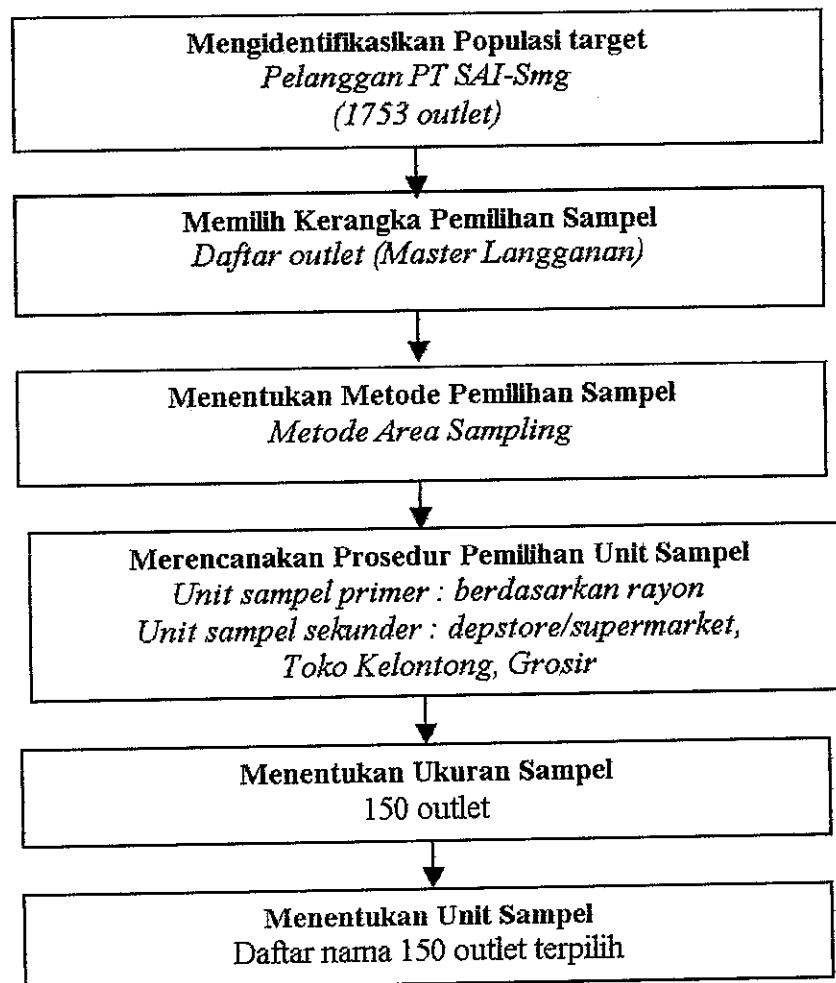 Mengidentifikasikan Populasi target
Pelanggan PT SAI-Smg
(1753 outlet)
Memilih Kerangka Pemilihan Sampel
Daftar outlet (Master Langganan)
Menentukan Metode Pemilihan Sampel
Metode Area Sampling
Merencanakan Prosedur Pemilihan Unit Sampel
Unit sampel primer : berdasarkan rayon
Unit sampel sekunder : depstore/supermarket,
Toko Kelontong, Grosir
Menentukan Ukuran Sampel
150 outlet
Menentukan Unit Sampel
Daftar nama 150 outlet terpilih